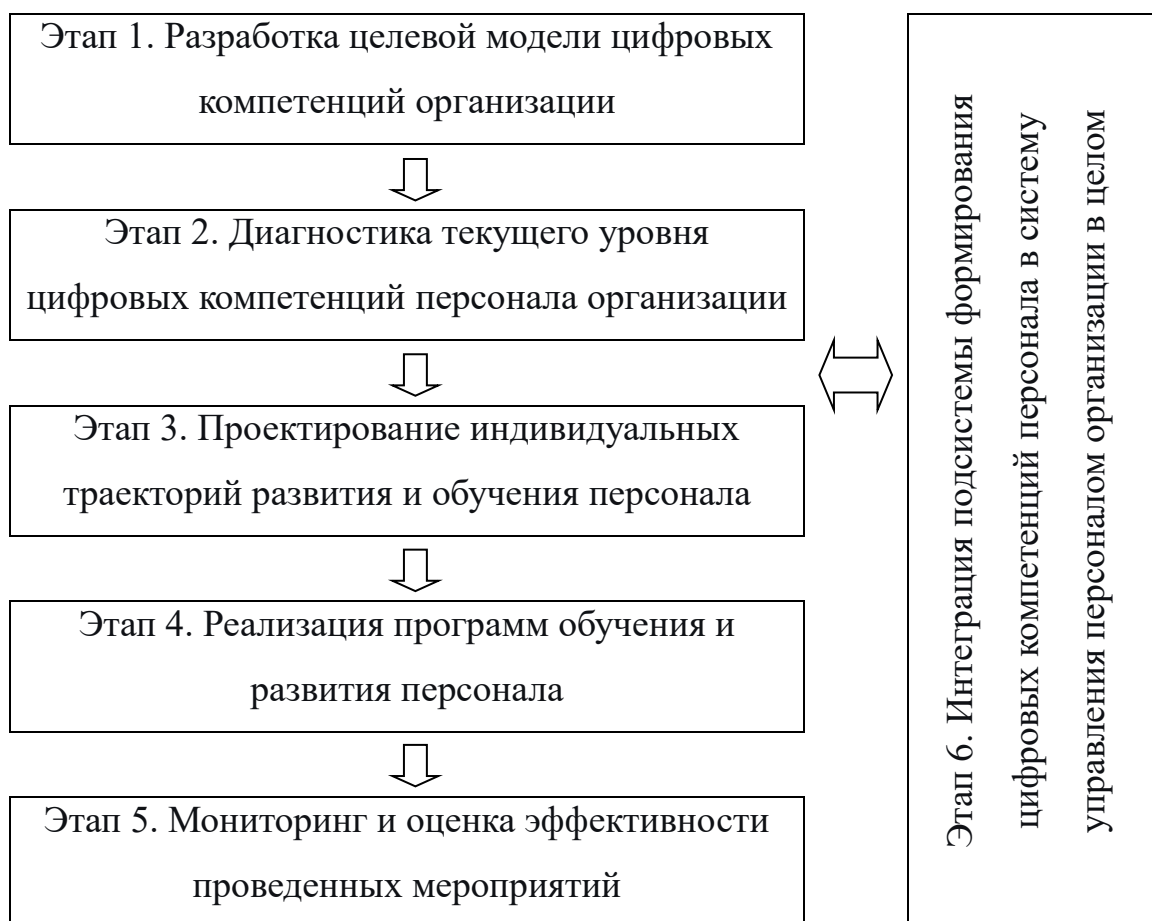 Этап 1. Разработка целевой модели цифровых
компетенций организации
Этап 2. Диагностика текущего уровня
цифровых компетенций персонала организации
Этап 3. Проектирование индивидуальных
траекторий развития и обучения персонала
Этап 4. Реализация программ обучения и
развития персонала
Этап 5. Мониторинг и оценка эффективности
проведенных мероприятий
Этап 6. Интеграция подсистемы формирования
цифровых компетенций персонала в систему
управления персоналом организации в целом